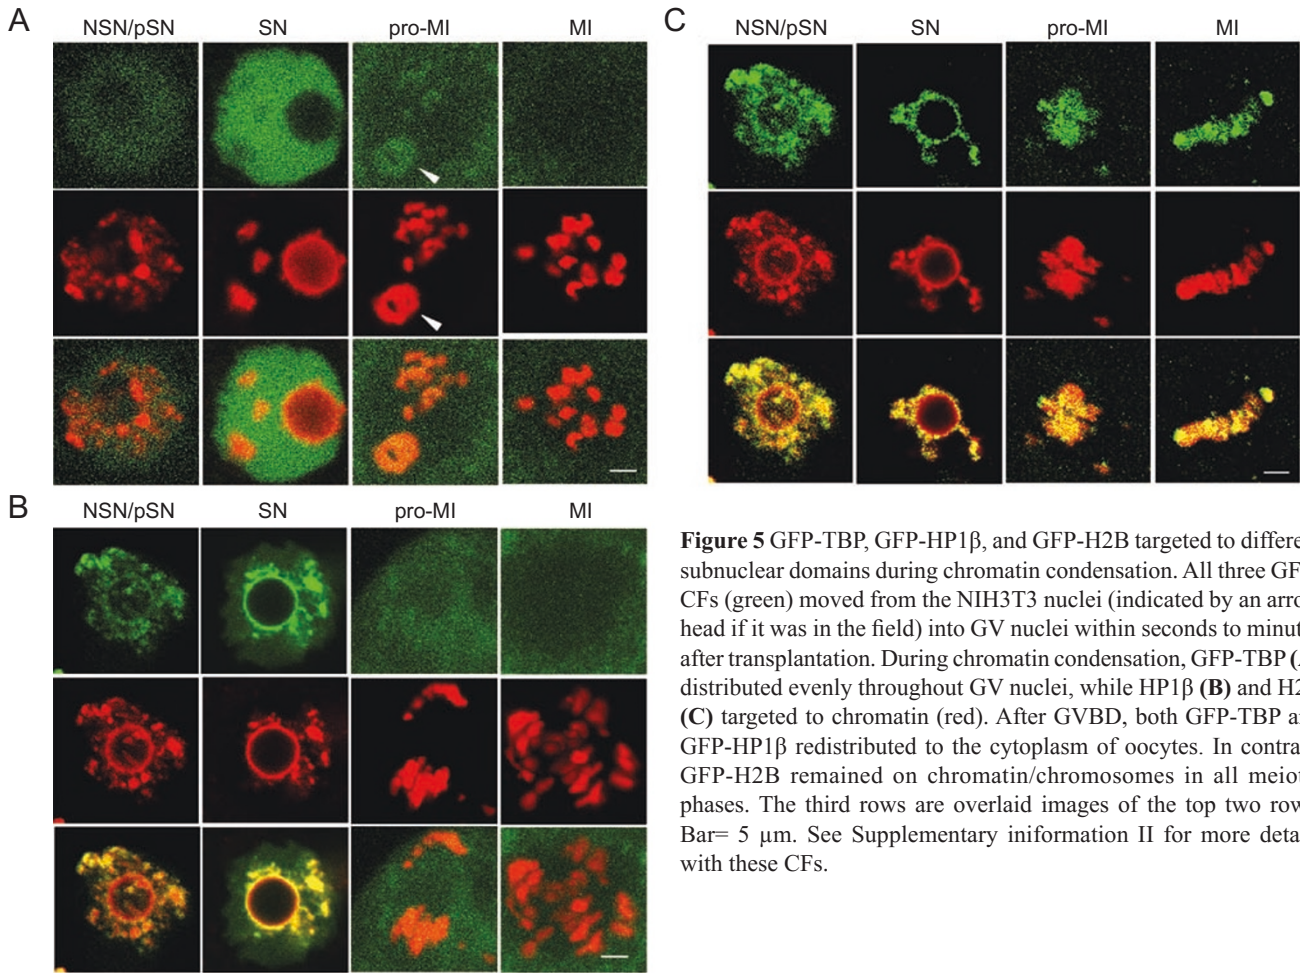 A
NSN/pSN SN pro-MI MI
C
NSN/pSN SN pro-MI MI
B
NSN/pSN SN pro-MI MI
Figure 5 GFP-TBP, GFP-HP1β, and GFP-H2B targeted to differe
subnuclear domains during chromatin condensation. All three GF
CFs (green) moved from the NIH3T3 nuclei (indicated by an arro
head if it was in the field) into GV nuclei within seconds to minut
after transplantation. During chromatin condensation, GFP-TBP (
distributed evenly throughout GV nuclei, while HP1β (B) and H2
(C) targeted to chromatin (red). After GVBD, both GFP-TBP a
GFP-HP1β redistributed to the cytoplasm of oocytes. In contra
GFP-H2B remained on chromatin/chromosomes in all meiot
phases. The third rows are overlaid images of the top two row
Bar= 5 µm. See Supplementary iniformation II for more deta
with these CFs.